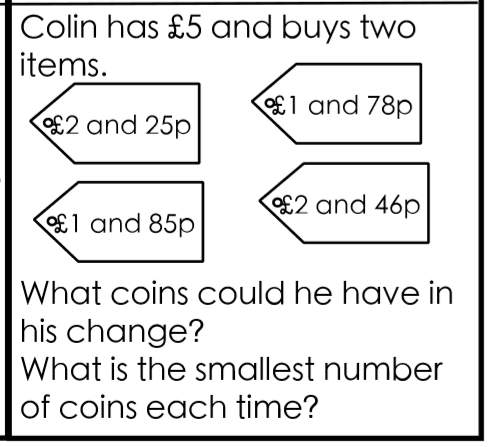 Colin has £5 and buys two
items.
£2 and 25p
£1 and 78p
£1 and 85p
£2 and 46p
What coins could he have in
his change?
What is the smallest number
of coins each time?